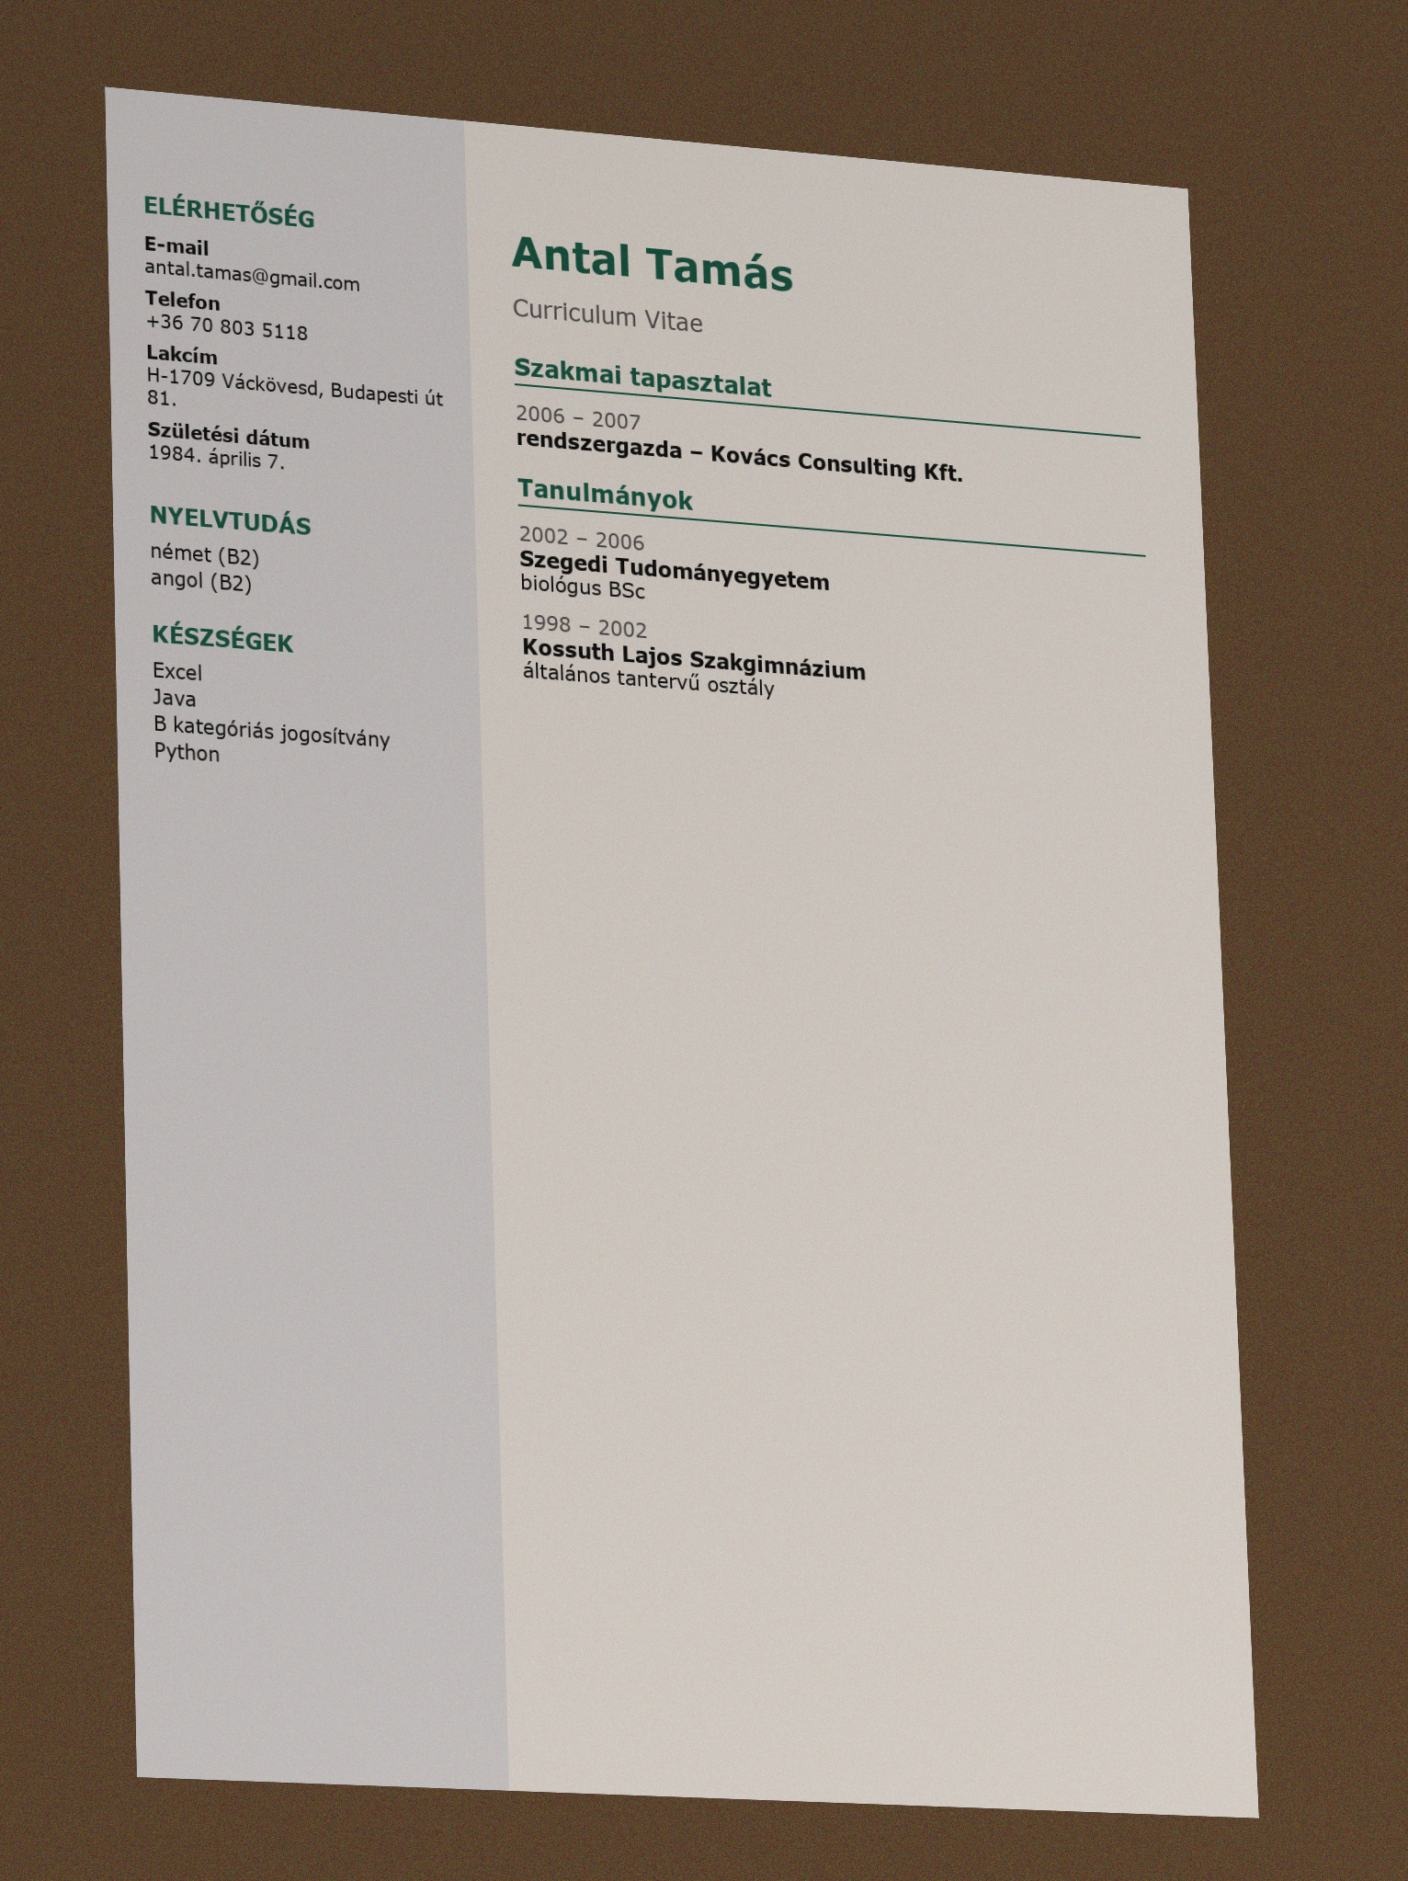 ELÉRHETŐSÉG
E-mail
antal.tamas@gmail.com
Telefon
+36 70 803 5118
Lakcím
H-1709 Váckövesd, Budapesti út
81.
Születési dátum
1984. április 7.
NYELVTUDÁS
német (B2)
angol (B2)
KÉSZSÉGEK
Excel
Java
B kategóriás jogosítvány
Python
Antal Tamás
Curriculum Vitae
Szakmai tapasztalat
2006 – 2007
rendszergazda – Kovács Consulting Kft.
Tanulmányok
2002 – 2006
Szegedi Tudományegyetem
biológus BSc
1998 – 2002
Kossuth Lajos Szakgimnázium
általános tantervű osztály